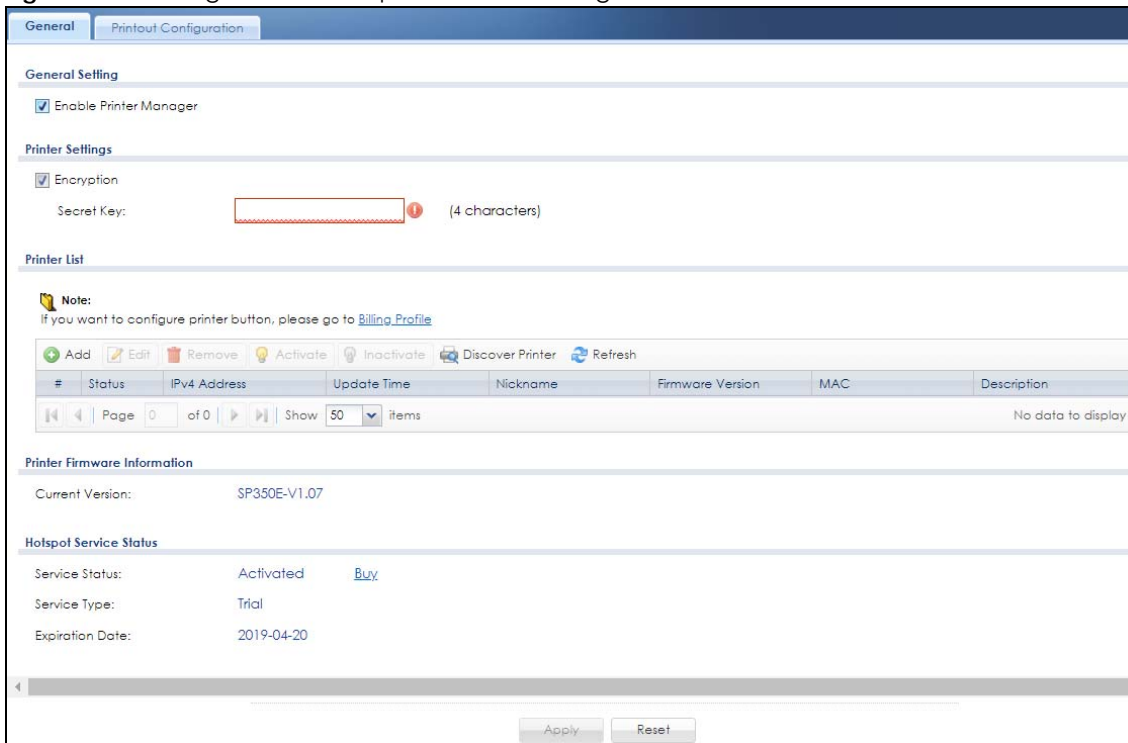 General Printout Configuration
General Setting
Enable Printer Manager
Printer Settings
Encryption
Secret Key: (4 characters)
Printer List
Note:
If you want to configure printer button, please go to Billing Profile
Add Edit Remove Activate Inactivate Discover Printer Refresh
# Status IPv4 Address Update Time Nickname Firmware Version MAC Description
Page 0 of 0 Show 50 items No data to display
Printer Firmware Information
Current Version: SP350E-V1.07
Hotspot Service Status
Service Status: Activated Buy
Service Type: Trial
Expiration Date: 2019-04-20
Apply Reset